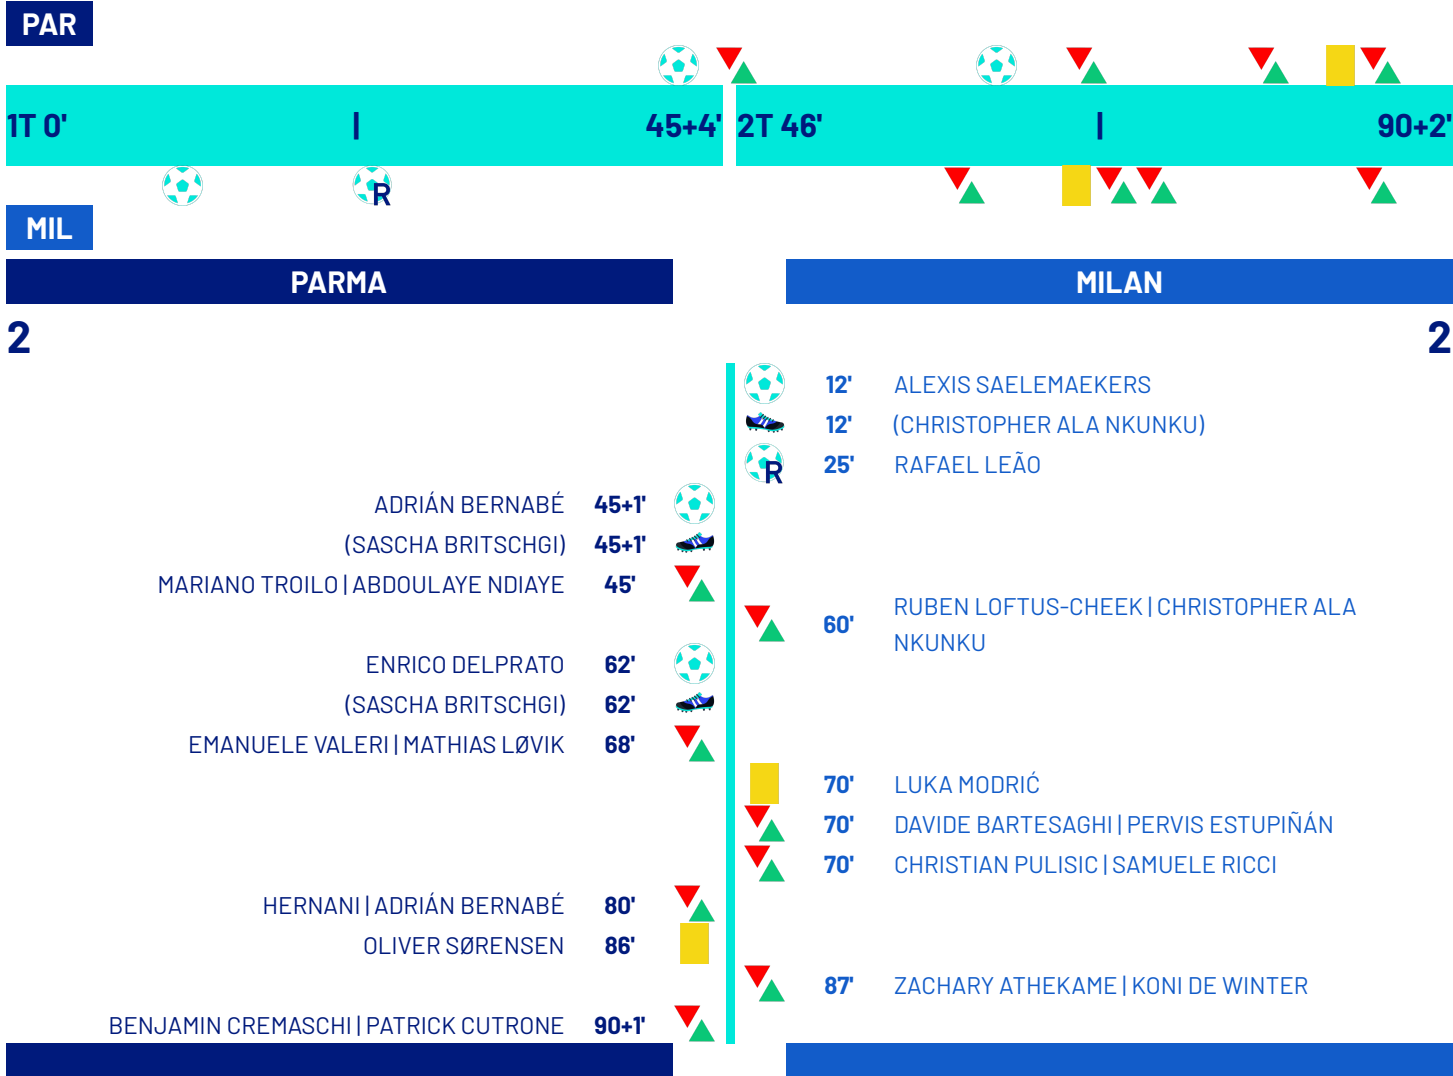 PAR
1T 0' | 45+4' 2T 46' | 90+2'
R
MIL
PARMA MILAN
2 2
12' ALEXIS SAELEMAEKERS
12' (CHRISTOPHER ALA NKUNKU)
R 25' RAFAEL LEÃO
ADRIÁN BERNABÉ 45+1'
(SASCHA BRITSCHGI) 45+1'
MARIANO TROILO | ABDOULAYE NDIAYE 45'
60' RUBEN LOFTUS-CHEEK | CHRISTOPHER ALA
NKUNKU
ENRICO DELPRATO 62'
(SASCHA BRITSCHGI) 62'
EMANUELE VALERI | MATHIAS LØVIK 68'
70' LUKA MODRIĆ
70' DAVIDE BARTESAGHI | PERVIS ESTUPIÑÁN
70' CHRISTIAN PULISIC | SAMUELE RICCI
HERNANI | ADRIÁN BERNABÉ 80'
OLIVER SØRENSEN 86'
87' ZACHARY ATHEKAME | KONI DE WINTER
BENJAMIN CREMASCHI | PATRICK CUTRONE 90+1'